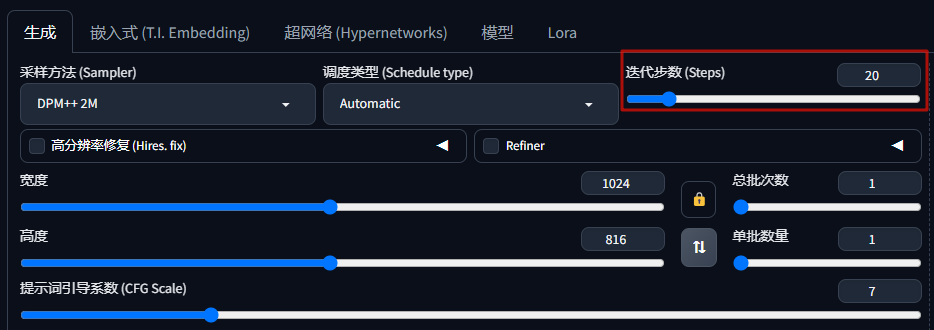 生成 嵌入式 (T.I. Embedding) 超网络 (Hypernetworks) 模型 Lora
采样方法 (Sampler) 调度类型 (Schedule type) 迭代步数 (Steps) 20
DPM++ 2M Automatic
高分辨率修复 (Hires. fix) Refiner
宽度 1024 总批次数 1
高度 816 单批数量 1
提示词引导系数 (CFG Scale) 7